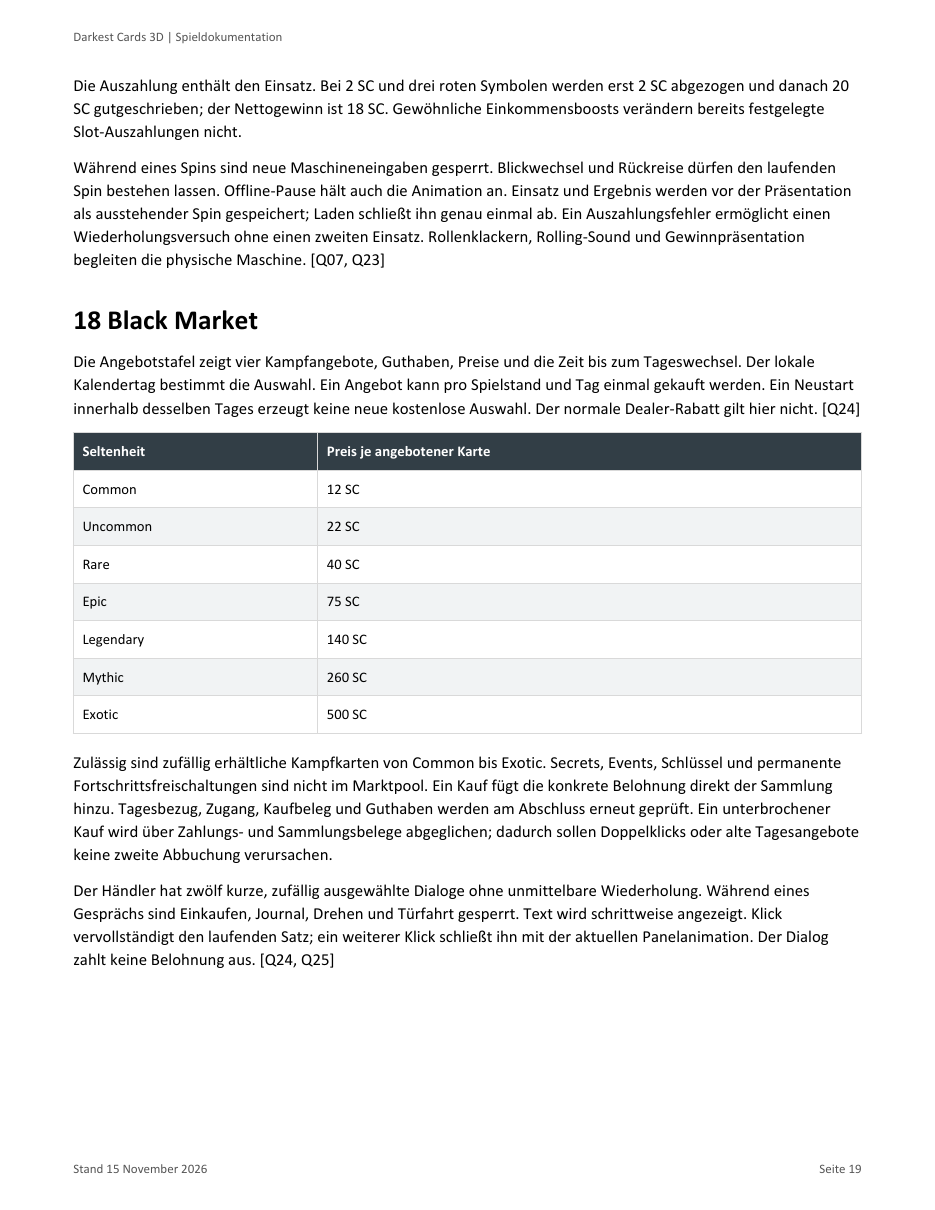 Darkest Cards 3D | Spieldokumentation
Die Auszahlung enthält den Einsatz. Bei 2 SC und drei roten Symbolen werden erst 2 SC abgezogen und danach 20
SC gutgeschrieben; der Nettogewinn ist 18 SC. Gewöhnliche Einkommensboosts verändern bereits festgelegte
Slot-Auszahlungen nicht.
Während eines Spins sind neue Maschineneingaben gesperrt. Blickwechsel und Rückreise dürfen den laufenden
Spin bestehen lassen. Offline-Pause hält auch die Animation an. Einsatz und Ergebnis werden vor der Präsentation
als ausstehender Spin gespeichert; Laden schließt ihn genau einmal ab. Ein Auszahlungsfehler ermöglicht einen
Wiederholungsversuch ohne einen zweiten Einsatz. Rollenklackern, Rolling-Sound und Gewinnpräsentation
begleiten die physische Maschine. [Q07, Q23]
18 Black Market
Die Angebotstafel zeigt vier Kampfangebote, Guthaben, Preise und die Zeit bis zum Tageswechsel. Der lokale
Kalendertag bestimmt die Auswahl. Ein Angebot kann pro Spielstand und Tag einmal gekauft werden. Ein Neustart
innerhalb desselben Tages erzeugt keine neue kostenlose Auswahl. Der normale Dealer-Rabatt gilt hier nicht. [Q24]
Seltenheit Preis je angebotener Karte
Common 12 SC
Uncommon 22 SC
Rare 40 SC
Epic 75 SC
Legendary 140 SC
Mythic 260 SC
Exotic 500 SC
Zulässig sind zufällig erhältliche Kampfkarten von Common bis Exotic. Secrets, Events, Schlüssel und permanente
Fortschrittsfreischaltungen sind nicht im Marktpool. Ein Kauf fügt die konkrete Belohnung direkt der Sammlung
hinzu. Tagesbezug, Zugang, Kaufbeleg und Guthaben werden am Abschluss erneut geprüft. Ein unterbrochener
Kauf wird über Zahlungs- und Sammlungsbelege abgeglichen; dadurch sollen Doppelklicks oder alte Tagesangebote
keine zweite Abbuchung verursachen.
Der Händler hat zwölf kurze, zufällig ausgewählte Dialoge ohne unmittelbare Wiederholung. Während eines
Gesprächs sind Einkaufen, Journal, Drehen und Türfahrt gesperrt. Text wird schrittweise angezeigt. Klick
vervollständigt den laufenden Satz; ein weiterer Klick schließt ihn mit der aktuellen Panelanimation. Der Dialog
zahlt keine Belohnung aus. [Q24, Q25]
Stand 15 November 2026
Seite 19